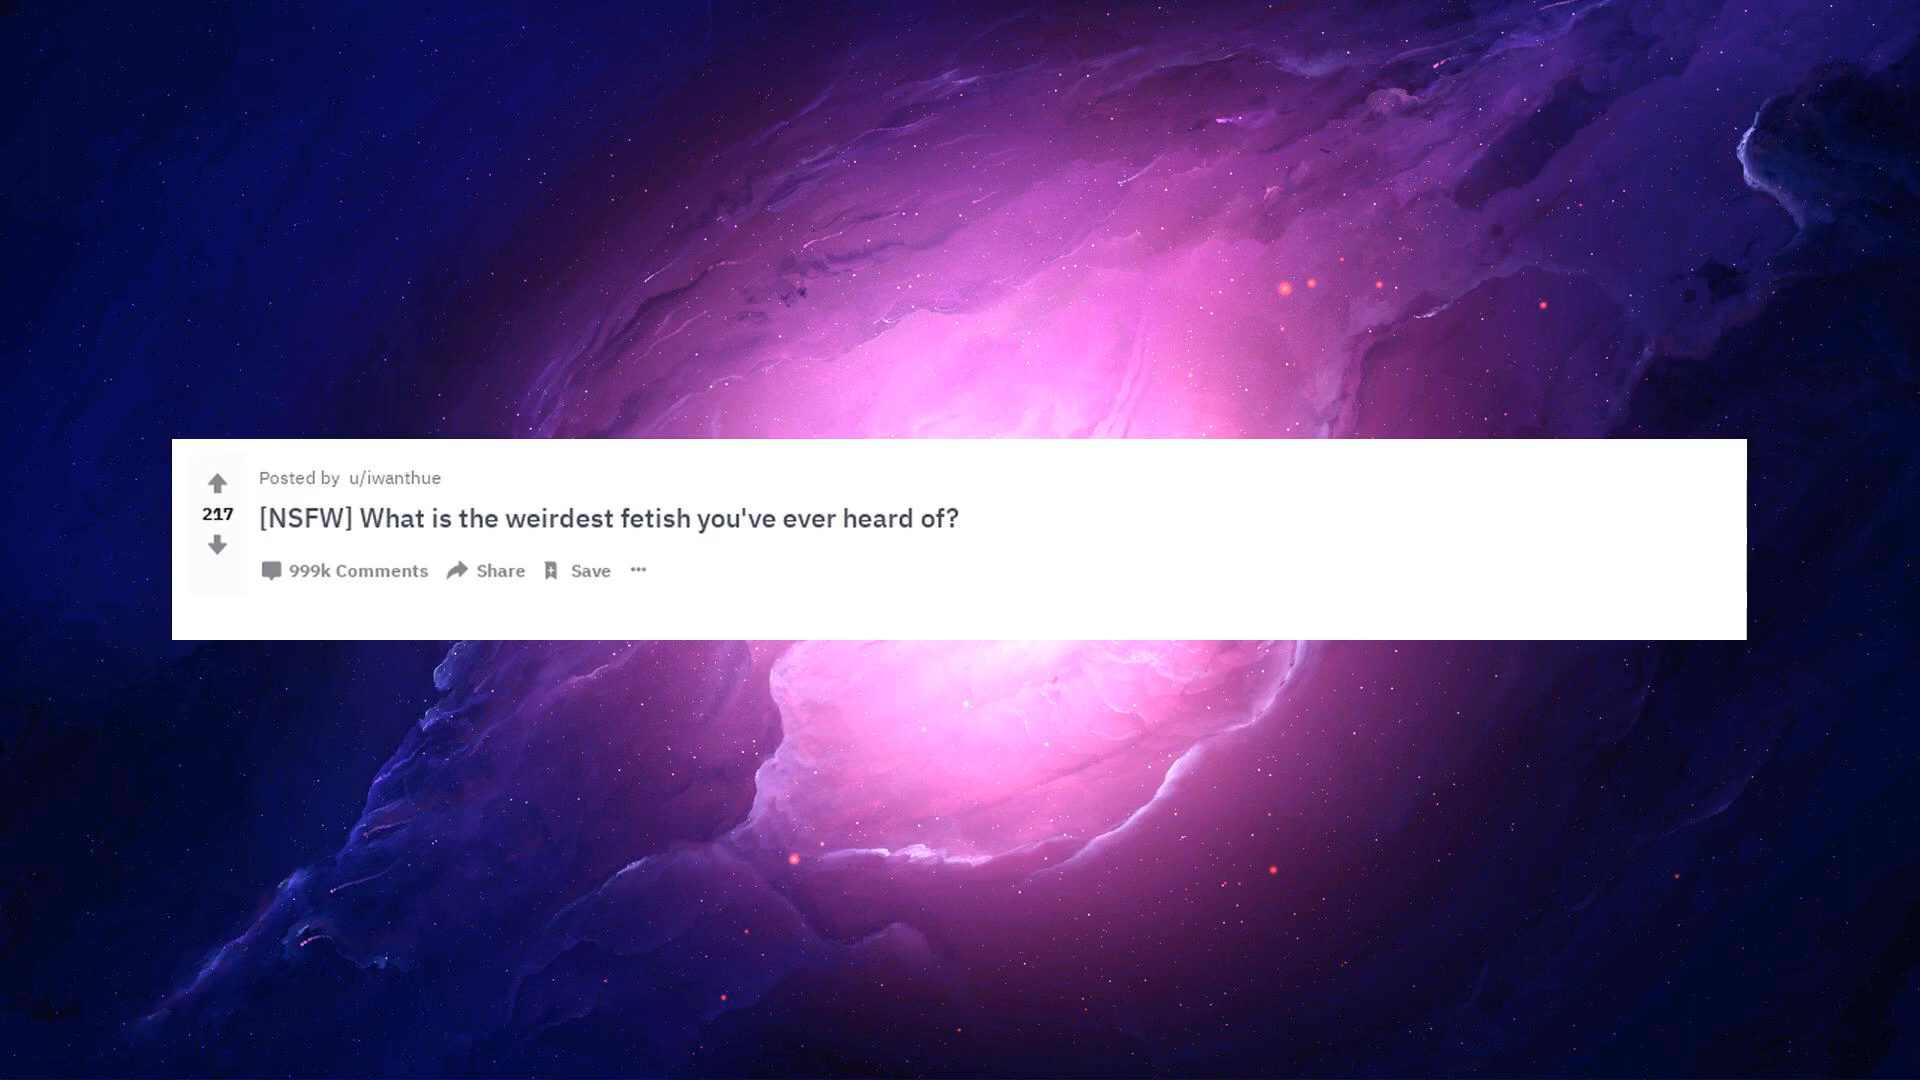 Posted by u/iwanthue
217
[NSFW] What is the weirdest fetish you've ever heard of?
999k Comments Share Save ...